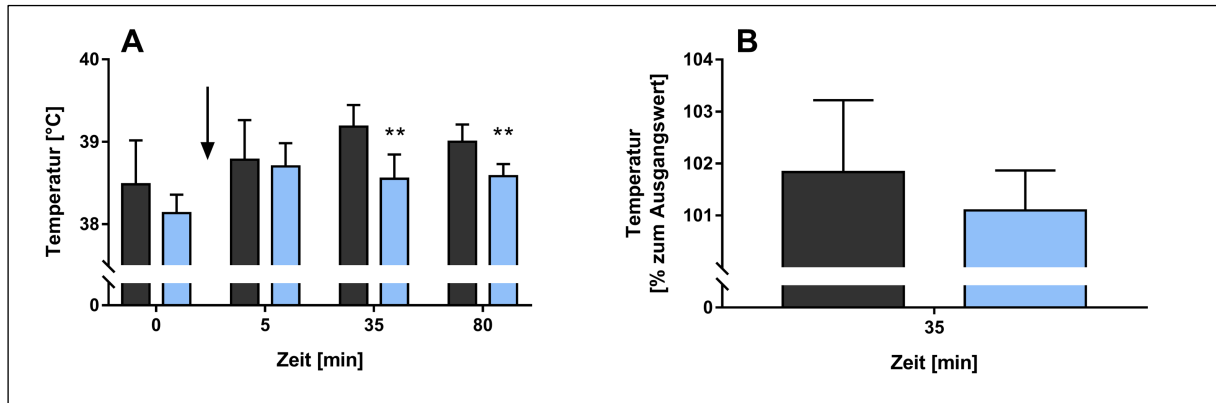 A
Temperatur [°C]
40
39
38
0
** **
0 5 35 80
Zeit [min]
B
Temperatur
[% zum Ausgangswert]
104
103
102
101
0
35
Zeit [min]